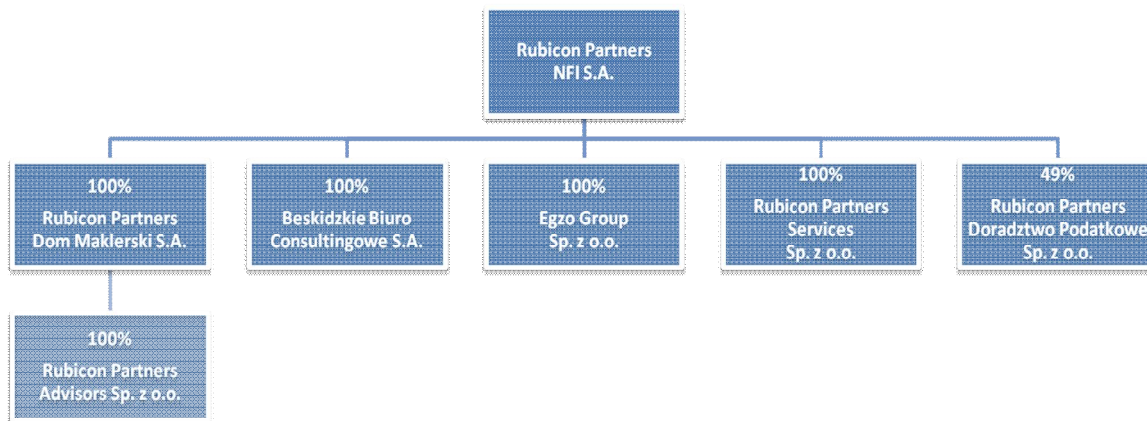 Rubicon Partners
NFI S.A.
100%
Rubicon Partners
Dom Maklerski S.A.
100%
Beskidzkie Biuro
Consultingowe S.A.
100%
Egzo Group
Sp. z o.o.
100%
Rubicon Partners
Services
Sp. z o.o.
49%
Rubicon Partners
Doradztwo Podatkowe
Sp. z o.o.
100%
Rubicon Partners
Advisors Sp. z o.o.